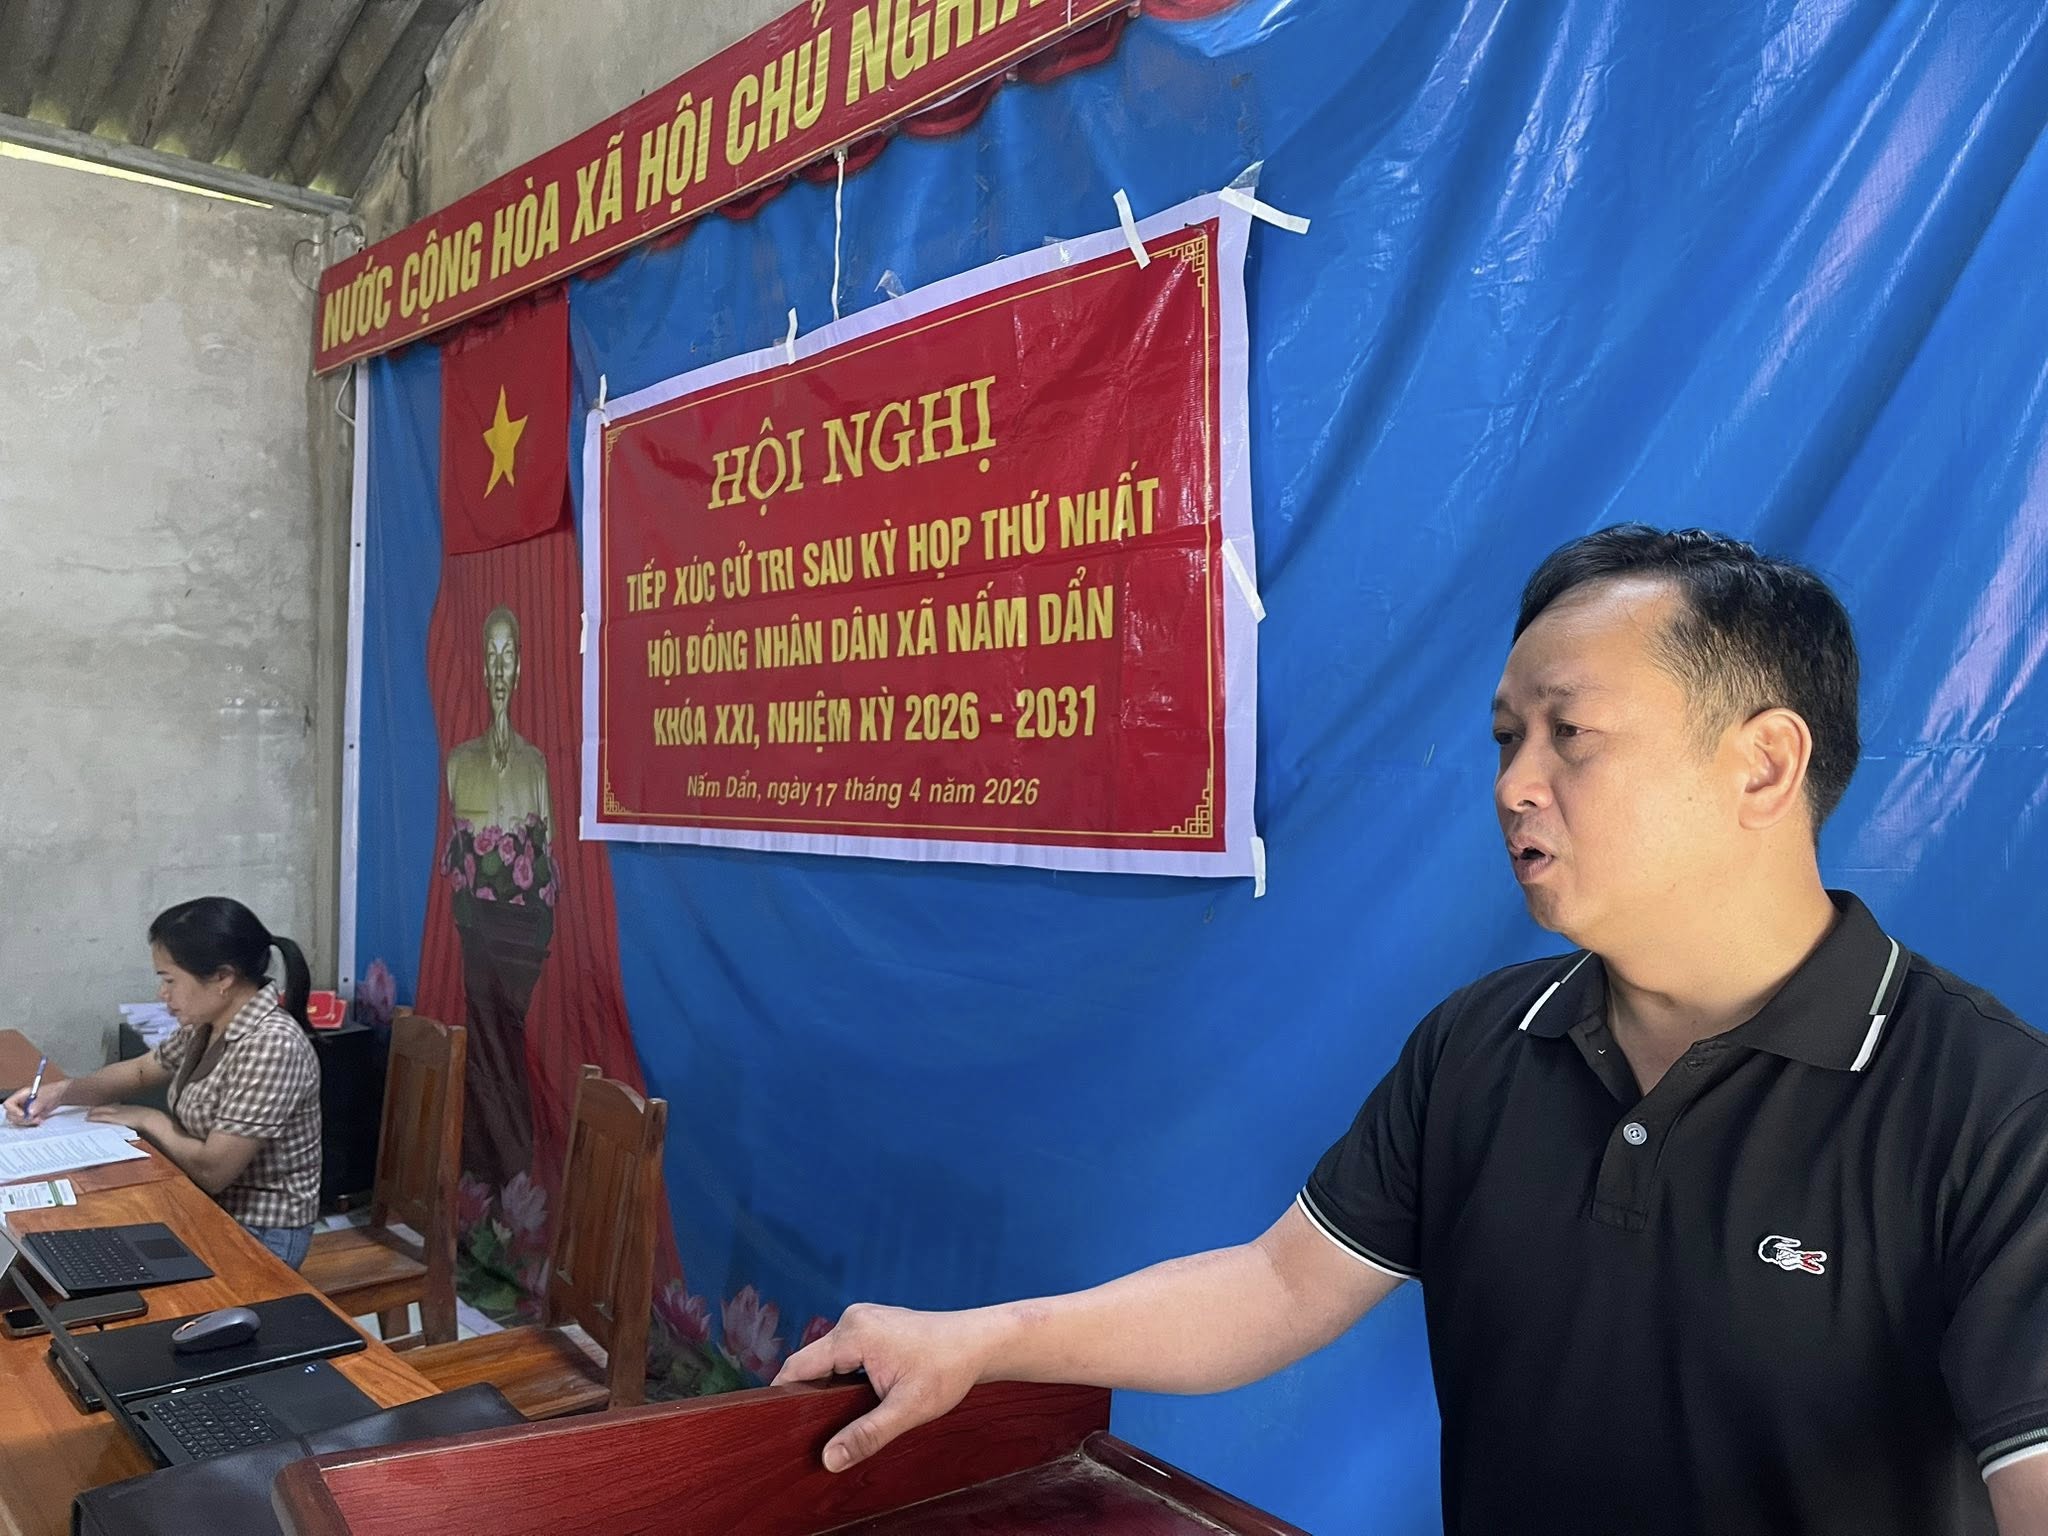 NƯỚC CỘNG HÒA XÃ HỘI CHỦ NGHĨA
HỘI NGHỊ
TIẾP XÚC CỬ TRI SAU KỲ HỌP THỨ NHẤT
HỘI ĐỒNG NHÂN DÂN XÃ NẤM DẨN
KHÓA XXI, NHIỆM KỲ 2026 - 2031
Nấm Dẩn, ngày 17 tháng 4 năm 2026